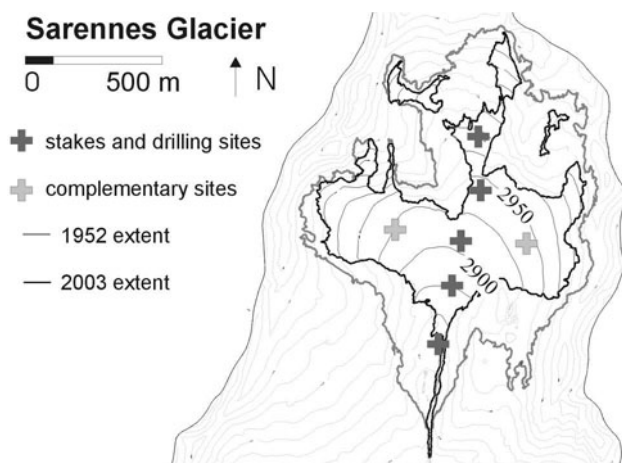 Sarennes Glacier
0 500 m
N
stakes and drilling sites
complementary sites
1952 extent
2003 extent
2950
2900